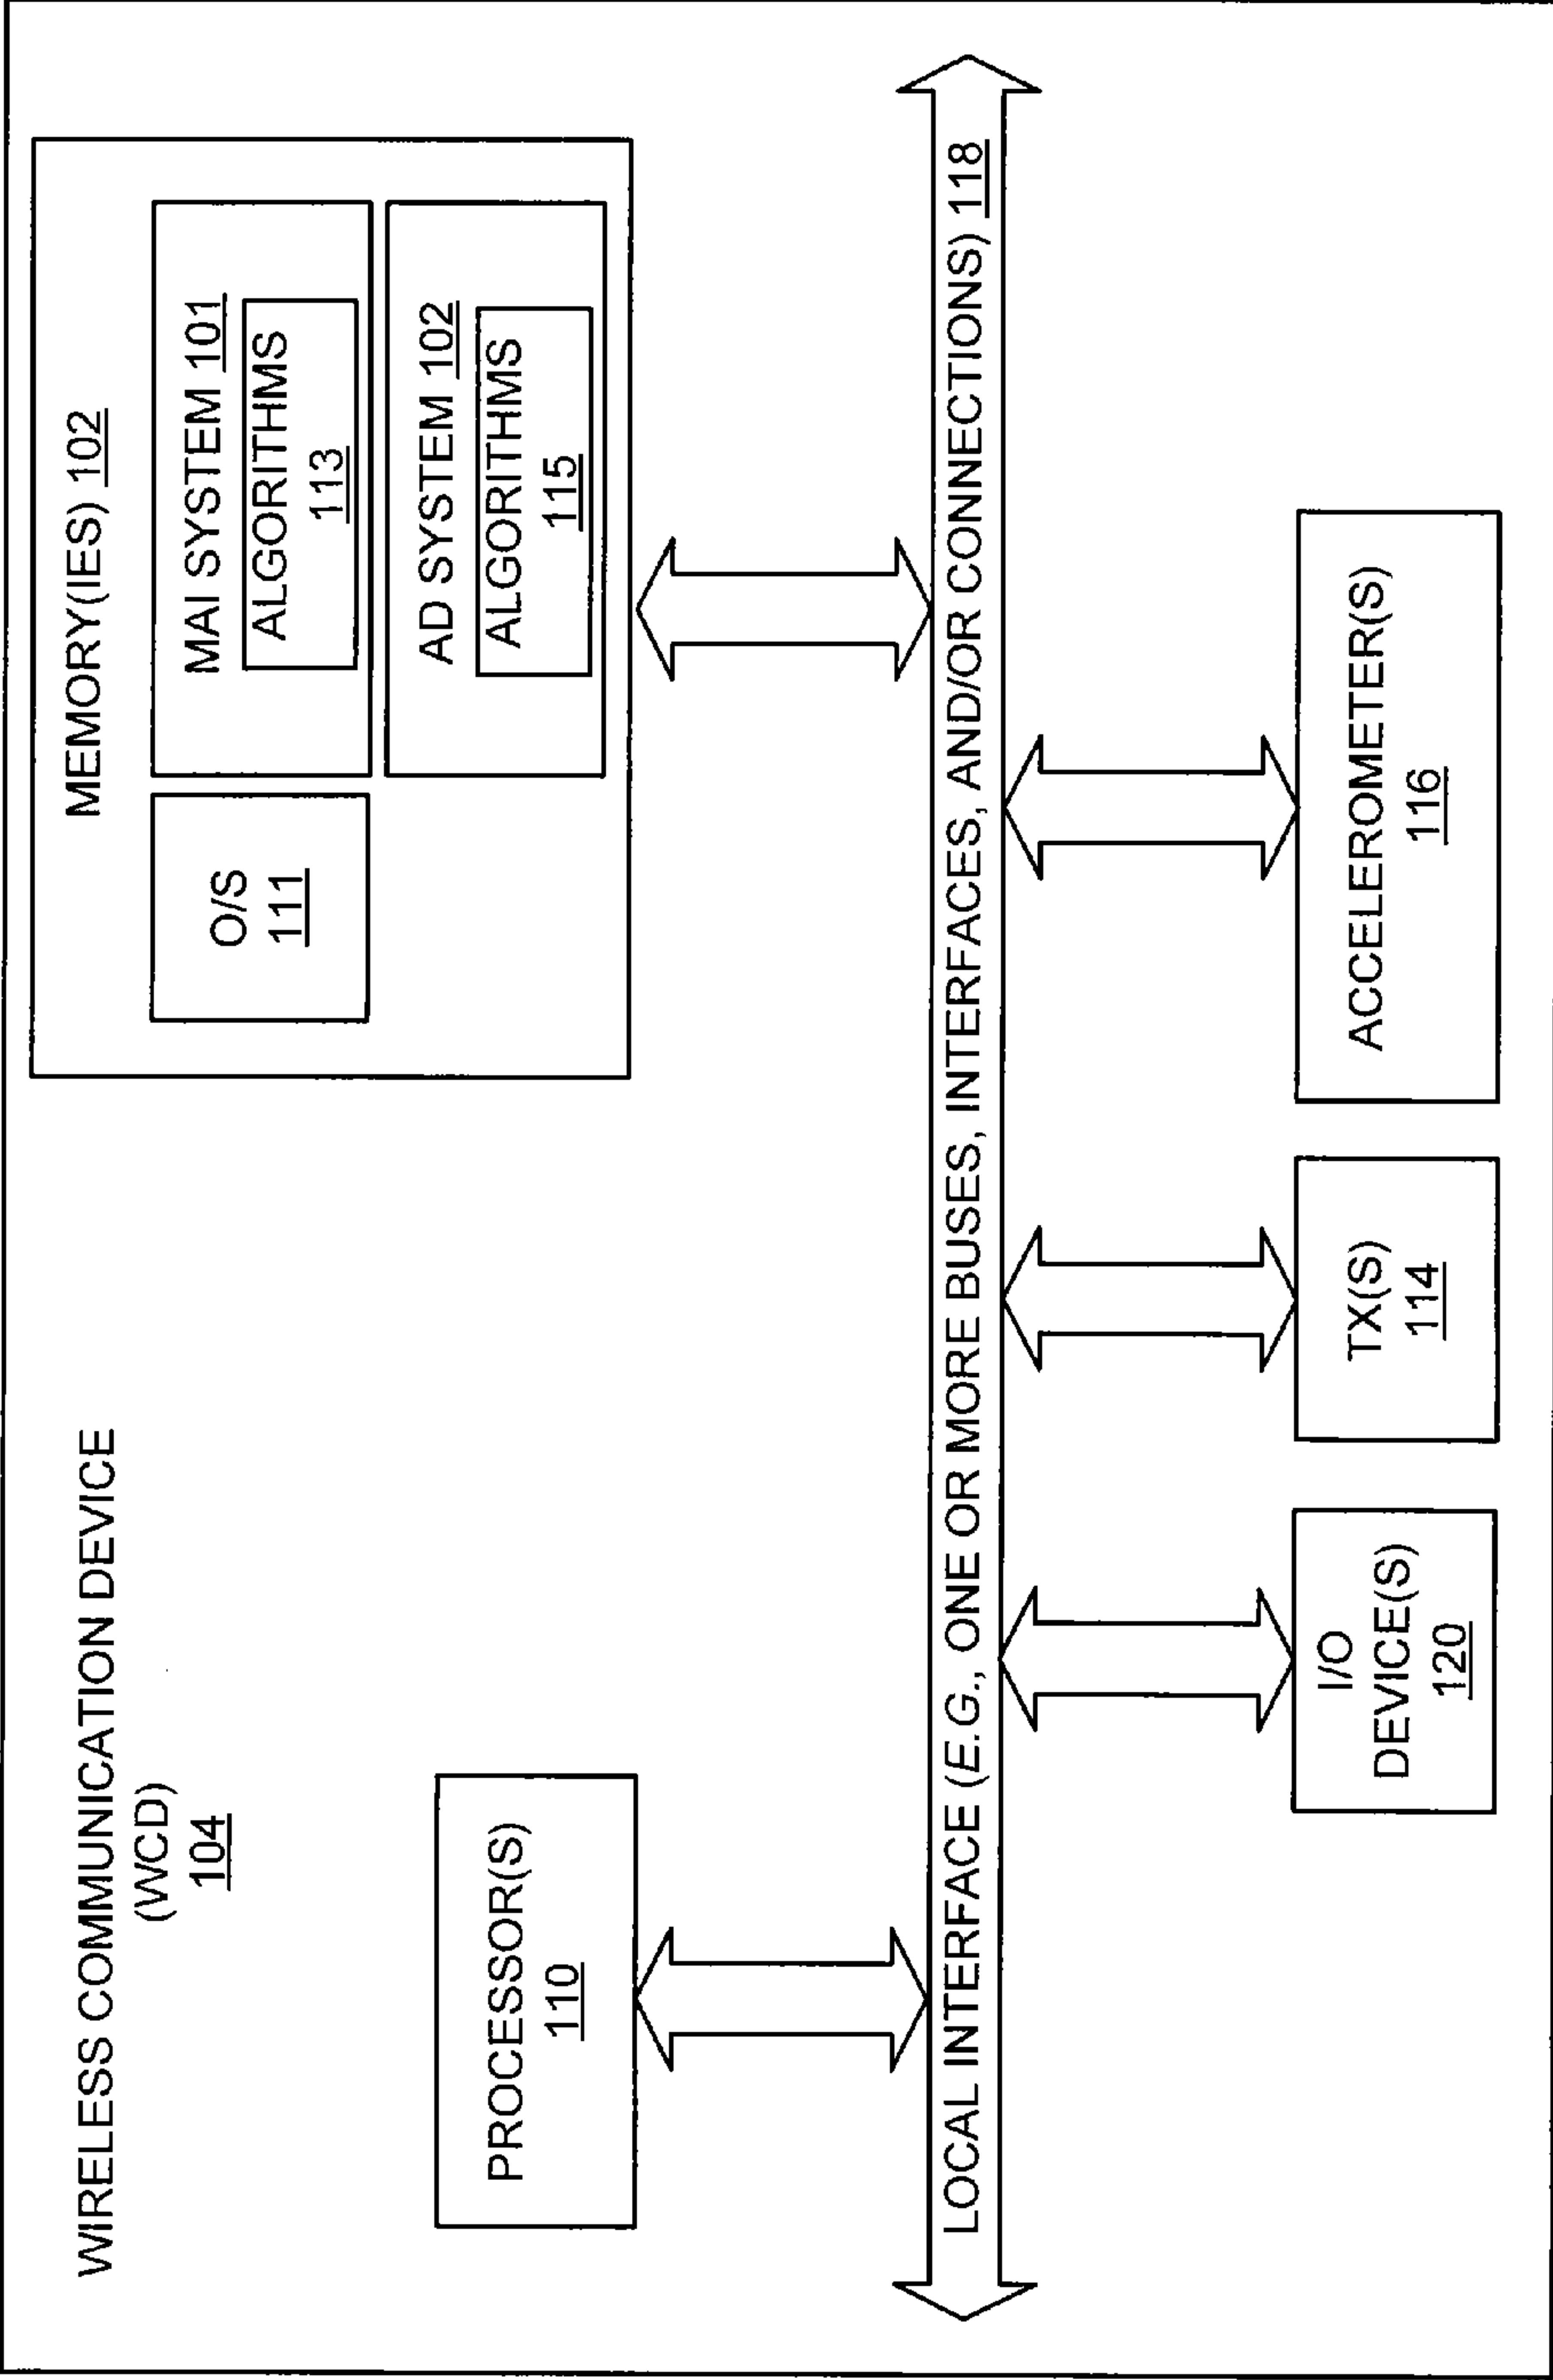 WIRELESS COMMUNICATION DEVICE
(WCD)
104
MEMORY(IES) 102
O/S
111
MAI SYSTEM 101
ALGORITHMS
113
AD SYSTEM 102
ALGORITHMS
115
PROCESSOR(S)
110
LOCAL INTERFACE (E.G., ONE OR MORE BUSES, INTERFACES, AND/OR CONNECTIONS) 118
I/O
DEVICE(S)
120
TX(S)
114
ACCELEROMETER(S)
116